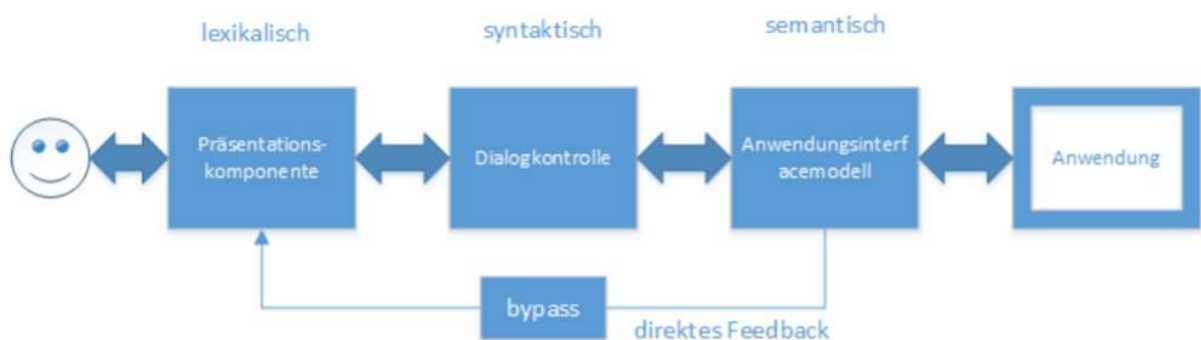 lexikalisch
syntaktisch
semantisch
Präsentations-
komponente
Dialogkontrolle
Anwendungsinterf
acemodell
Anwendung
bypass
direktes Feedback